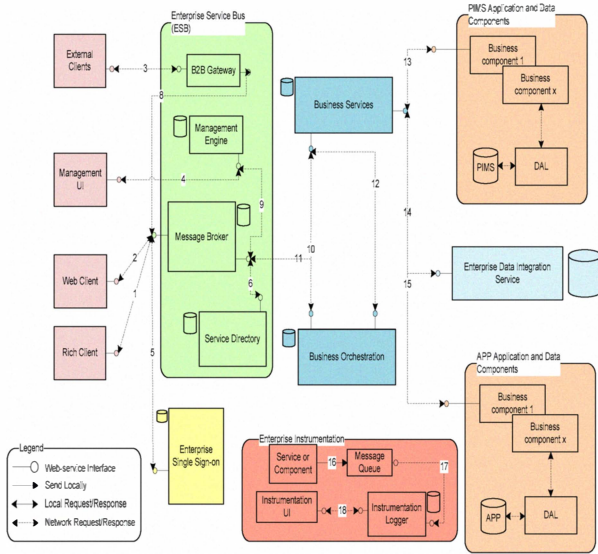 Enterprise Service Bus
(ESB)
PIMS Application and Data
Components
External
Clients
3
B2B Gateway
8
13
Business
component 1
Business
component x
Business Services
Management
Engine
12
PIMS
DAL
Management
UI
4
9
14
Message Broker
10
11
2
Web Client
6
1
Enterprise Data Integration
Service
15
Rich Client
Service Directory
Business Orchestration
5
APP Application and Data
Components
Business
component 1
Business
component x
Enterprise
Single Sign-on
Enterprise Instrumentation
Service or
Component
16
Message
Queue
17
Instrumentation
UI
18
Instrumentation
Logger
APP
DAL
Legend
Web-service Interface
Send Locally
Local Request/Response
Network Request/Response